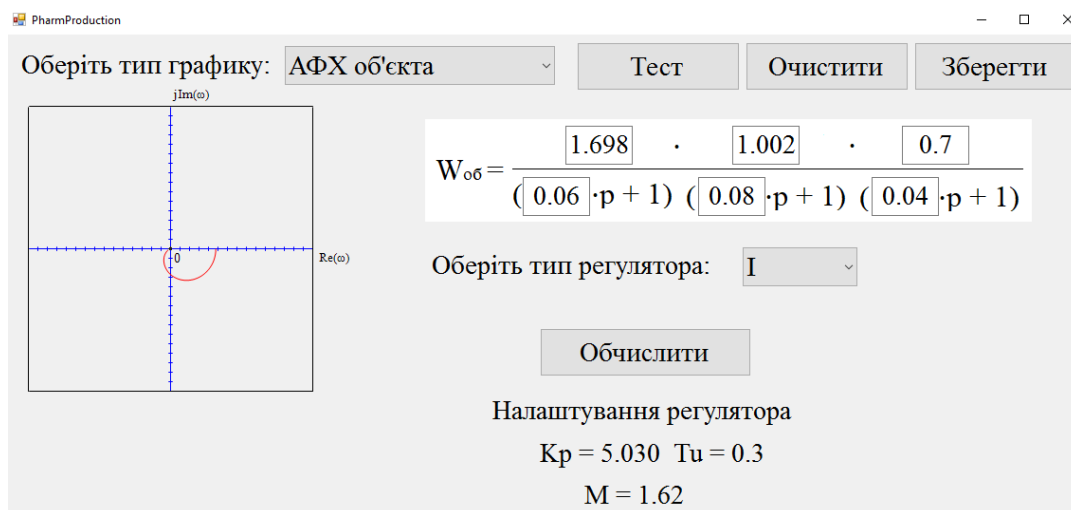 PharmProduction
Оберіть тип графику: АФХ об'єкта Тест Очистити Зберегти
jIm(ω)
0
Re(ω)
1.698 · 1.002 · 0.7
Wоб =
( 0.06 ·p + 1) ( 0.08 ·p + 1) ( 0.04 ·p + 1)
Оберіть тип регулятора: I
Обчислити
Налаштування регулятора
Kp = 5.030 Tu = 0.3
M = 1.62